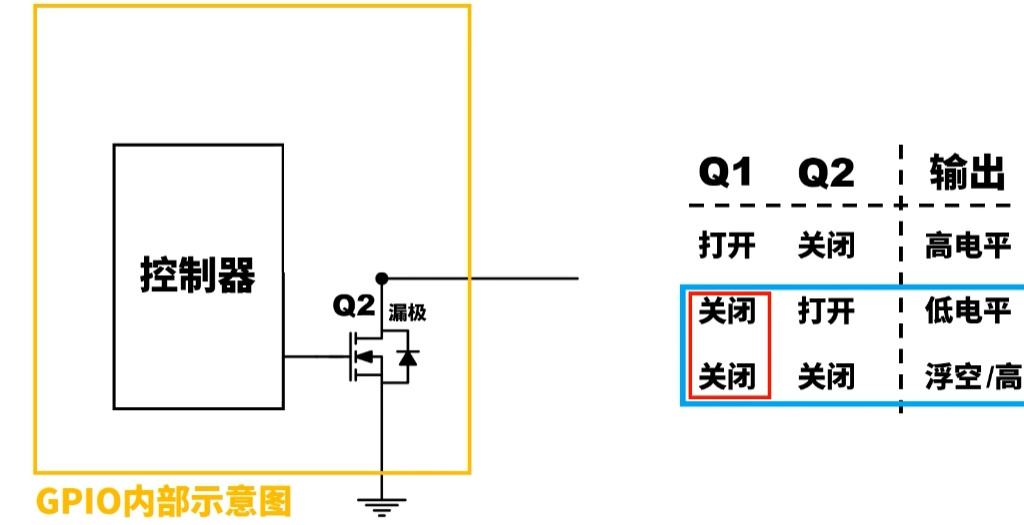 控制器
Q2 漏极
GPIO内部示意图
Q1 Q2 输出
打开 关闭 高电平
关闭 打开 低电平
关闭 关闭 浮空/高